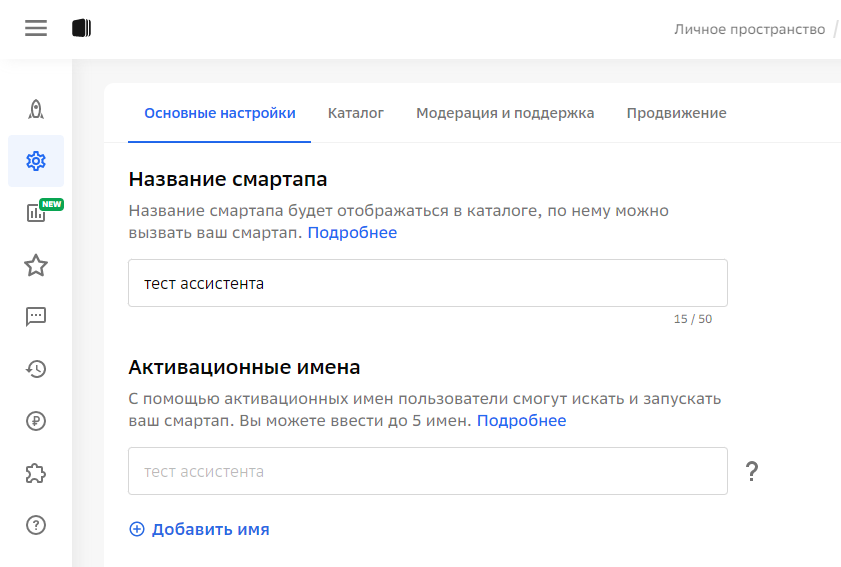 Личное пространство /
Основные настройки Каталог Модерация и поддержка Продвижение
NEW
Название смартапа
Название смартапа будет отображаться в каталоге, по нему можно
вызвать ваш смартап. Подробнее
тест ассистента
15 / 50
Активационные имена
С помощью активационных имен пользователи смогут искать и запускать
ваш смартап. Вы можете ввести до 5 имен. Подробнее
тест ассистента
?
Добавить имя